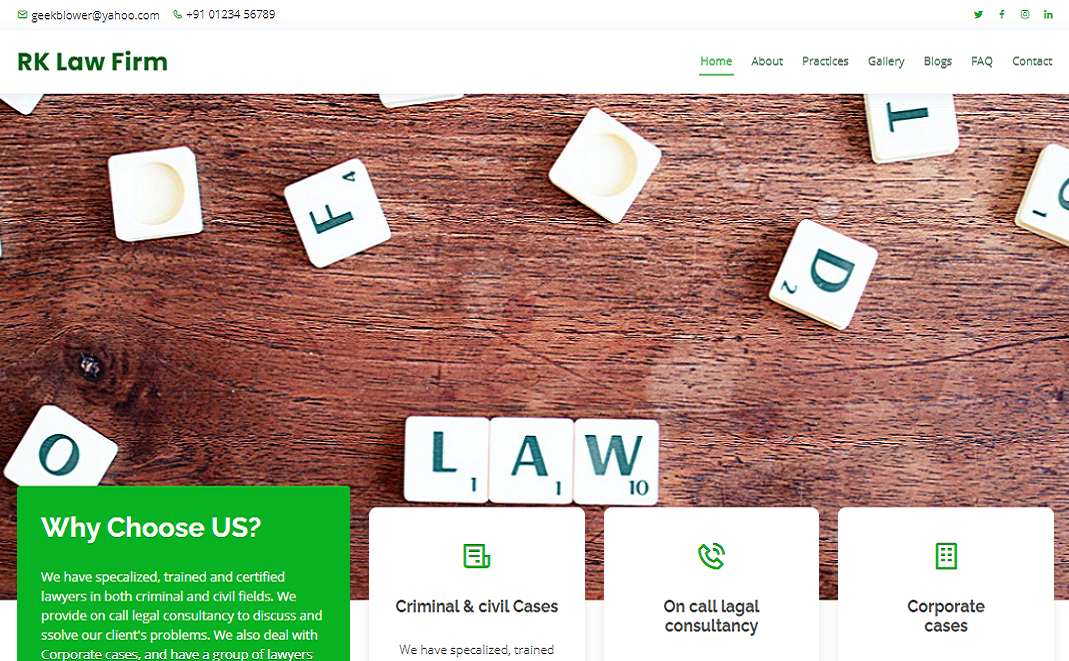 geekblower@yahoo.com +91 01234 56789
RK Law Firm
Home About Practices Gallery Blogs FAQ Contact
T
F 4
D 2
O
L 1 A 1 W 10
Why Choose US?
We have specalized, trained and certified
lawyers in both criminal and civil fields. We
provide on call legal consultancy to discuss and
ssolve our client's problems. We also deal with
Corporate cases, and have a group of lawyers
Criminal & civil Cases
We have specalized, trained
On call lagal
consultancy
Corporate
cases